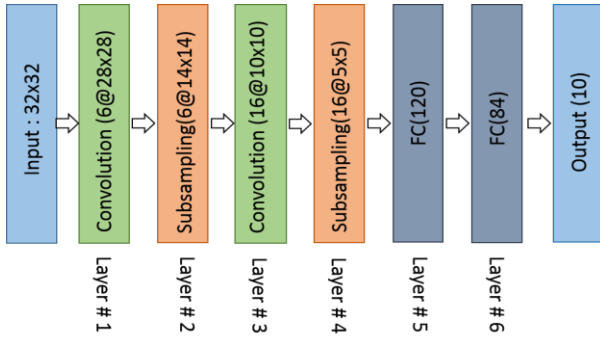 Input : 32x32
Convolution (6@28x28)
Subsampling(6@14x14)
Convolution (16@10x10)
Subsampling(16@5x5)
FC(120)
FC(84)
Output (10)
Layer # 1
Layer # 2
Layer # 3
Layer # 4
Layer # 5
Layer # 6